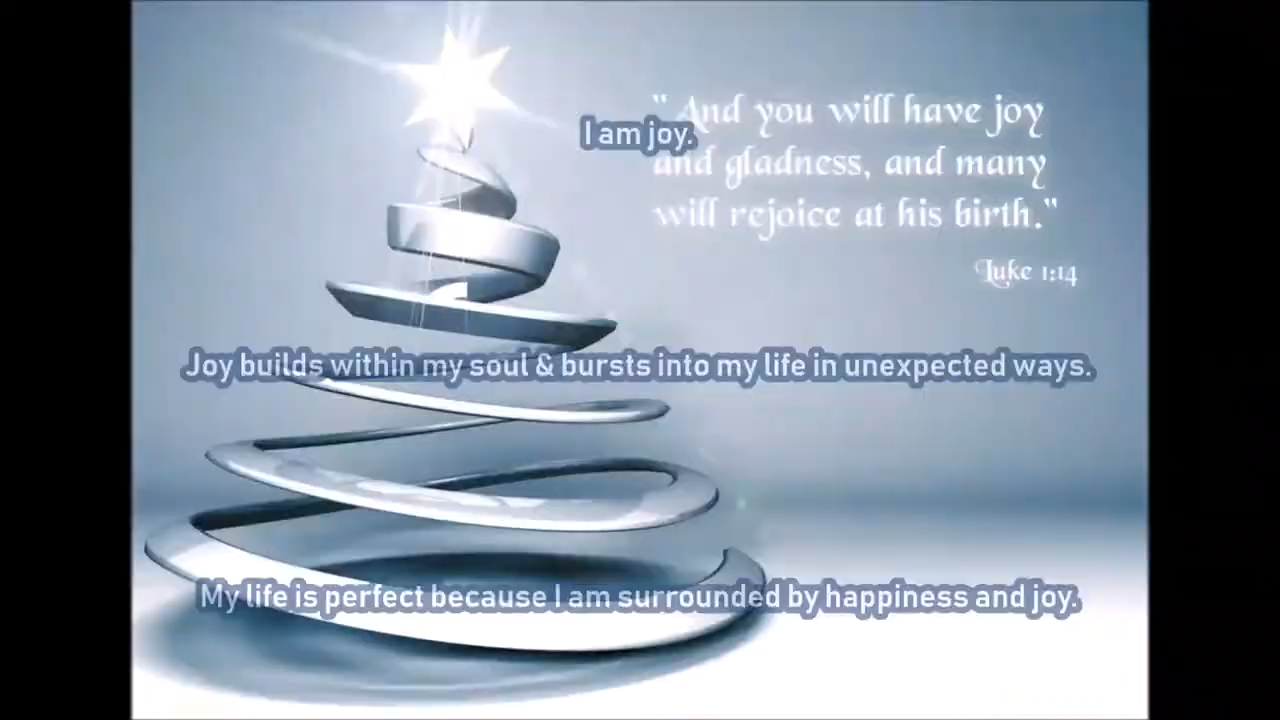 "And you will have joy
I am joy.
and gladness, and many
will rejoice at his birth."
Luke 1:14
Joy builds within my soul & bursts into my life in unexpected ways.
My life is perfect because I am surrounded by happiness and joy.